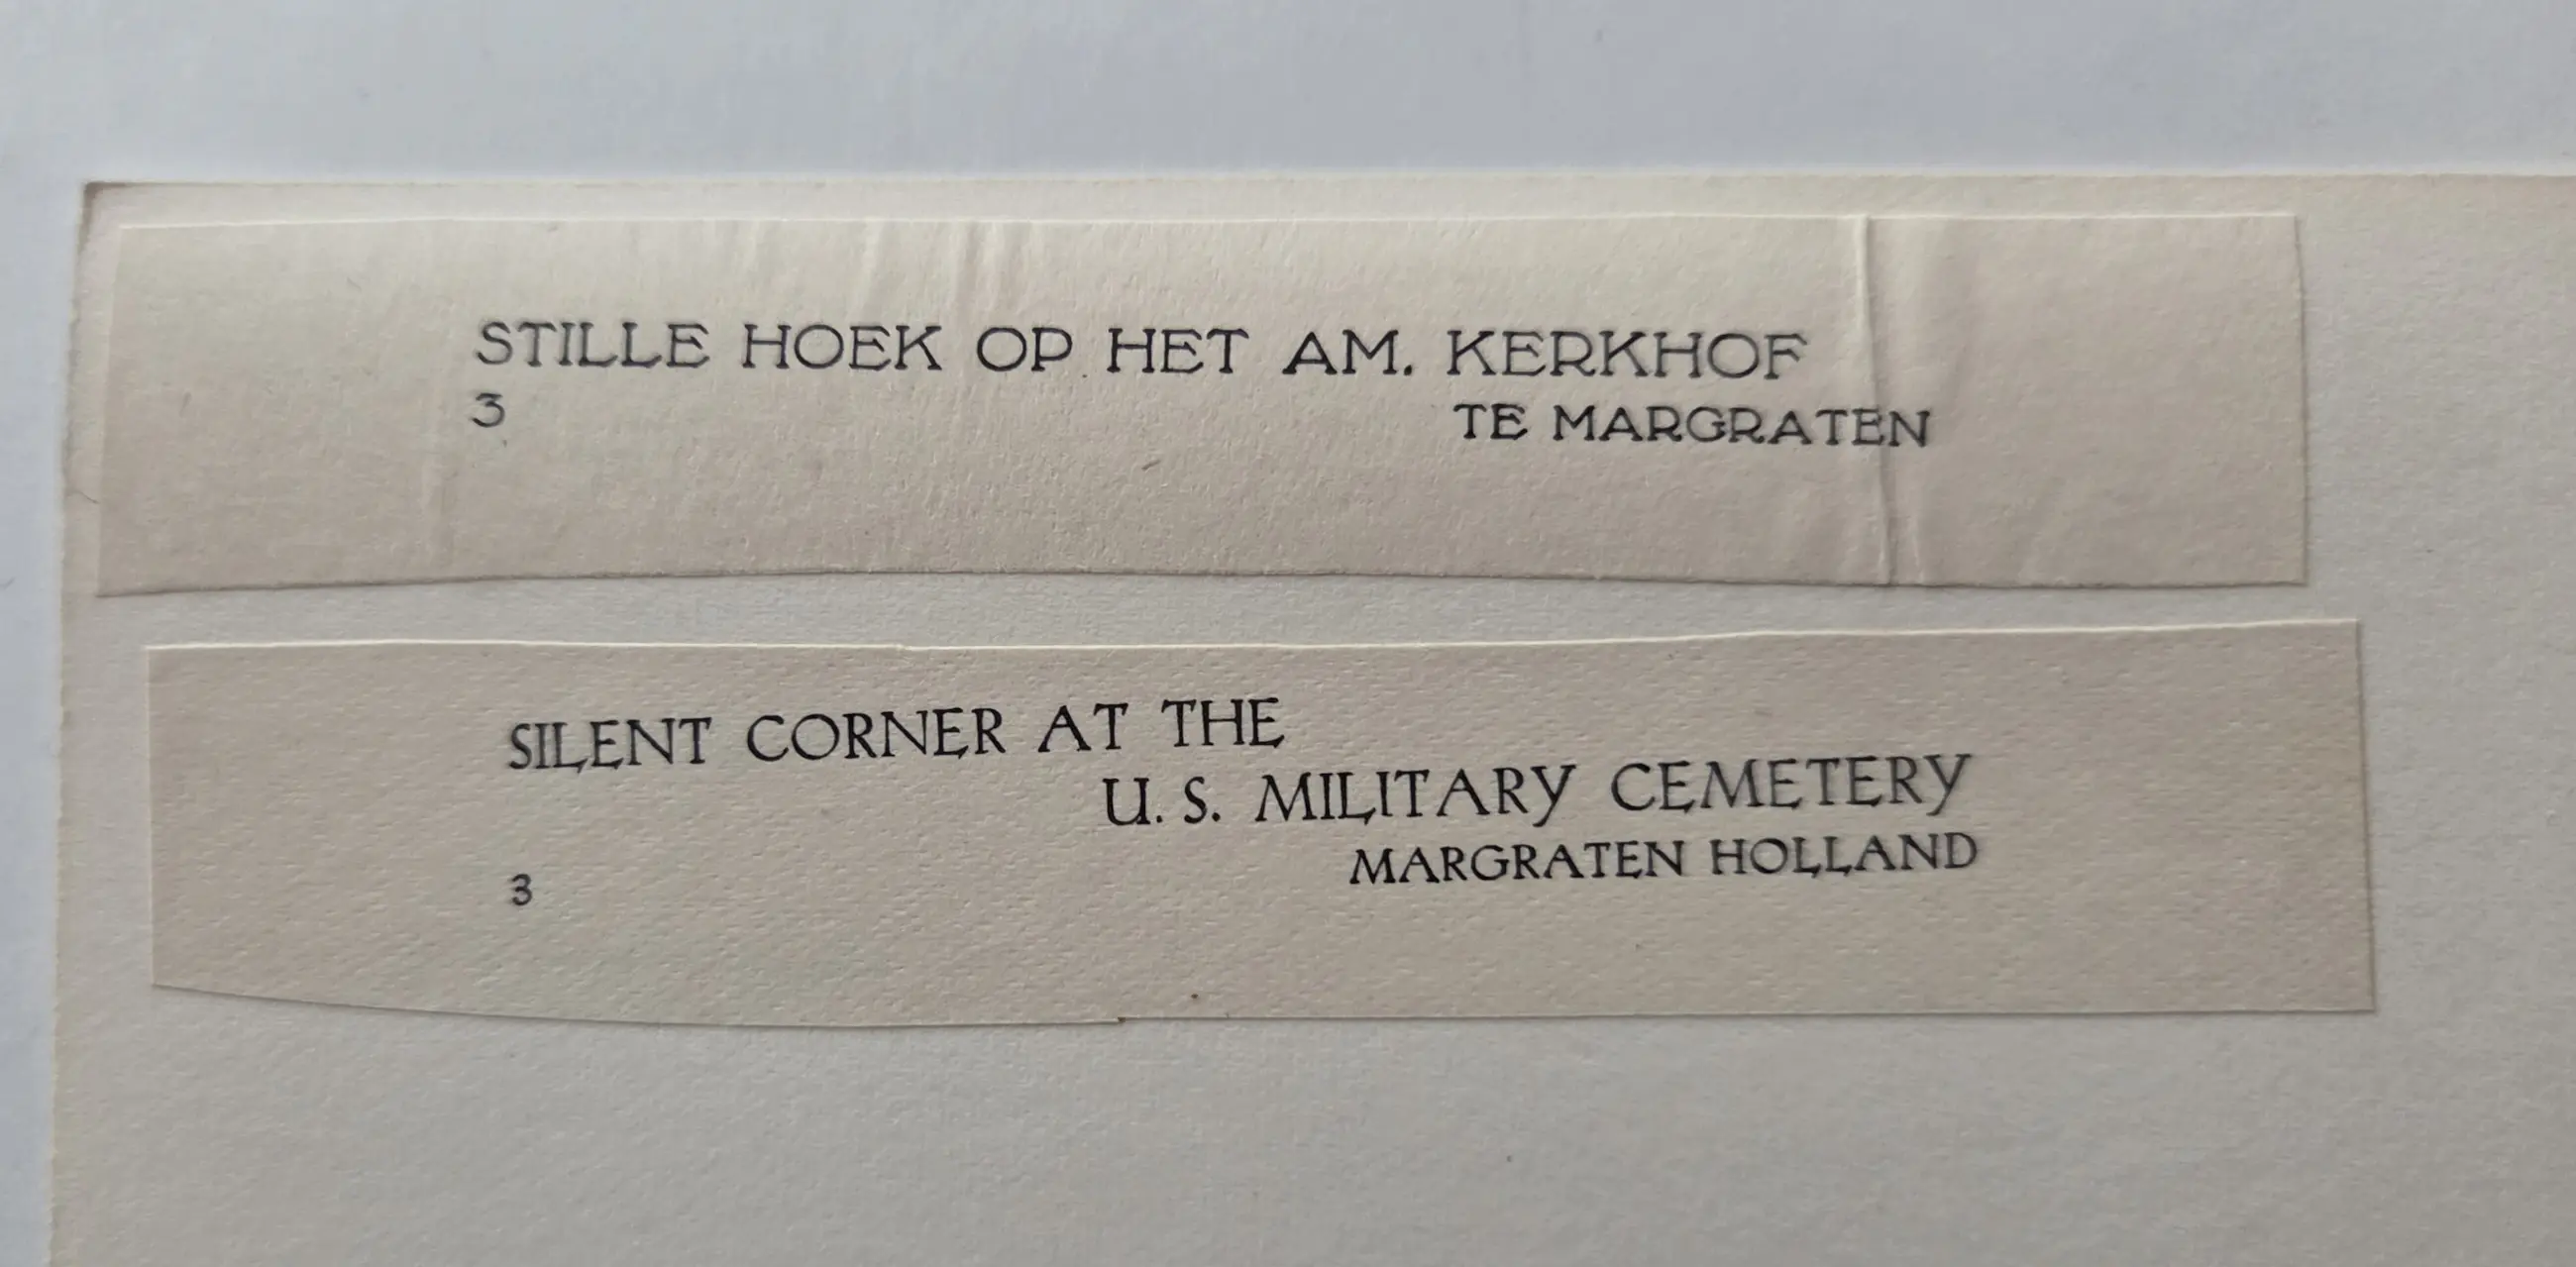 STILLE HOEK OP HET AM. KERKHOF
3 TE MARGRATEN
SILENT CORNER AT THE
U.S. MILITARY CEMETERY
MARGRATEN HOLLAND
3